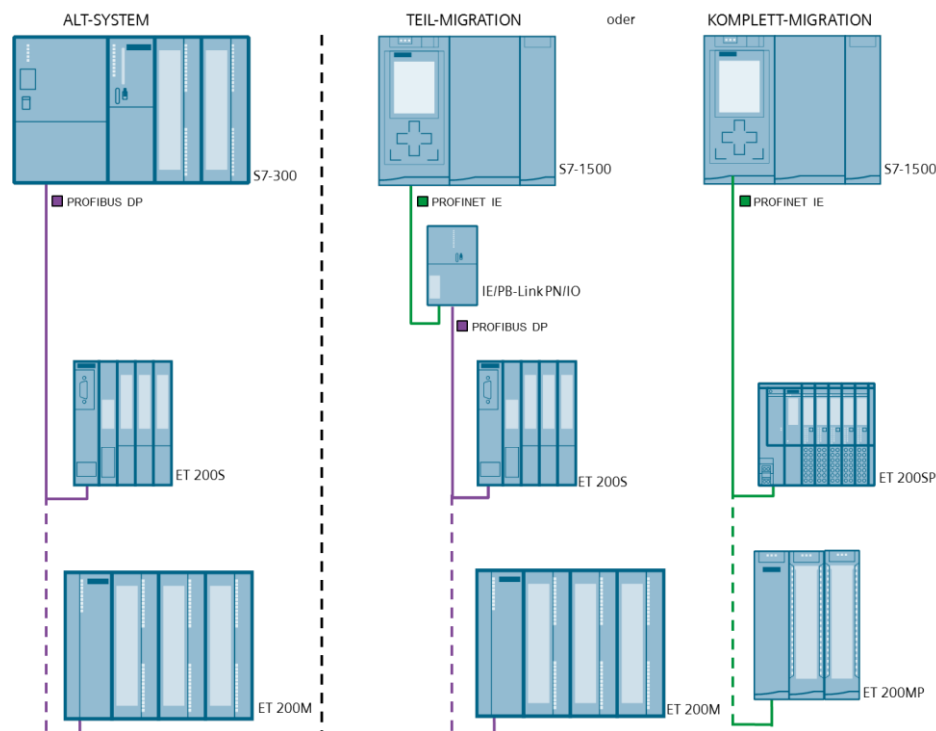 ALT-SYSTEM
TEIL-MIGRATION oder KOMPLETT-MIGRATION
S7-300
S7-1500
S7-1500
PROFIBUS DP
PROFINET IE
PROFINET IE
IE/PB-Link PN/IO
PROFIBUS DP
ET 200S
ET 200S
ET 200SP
ET 200M
ET 200M
ET 200MP